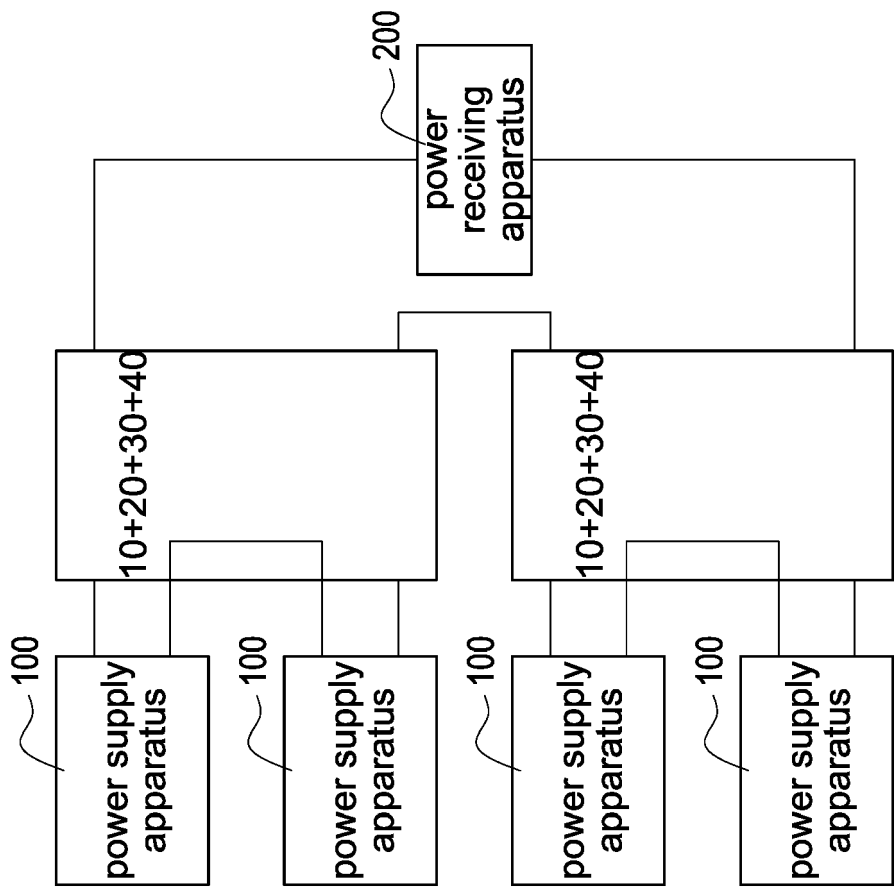 100
power supply
apparatus
100
power supply
apparatus
100
power supply
apparatus
100
power supply
apparatus
10+20+30+40
10+20+30+40
200
power
receiving
apparatus